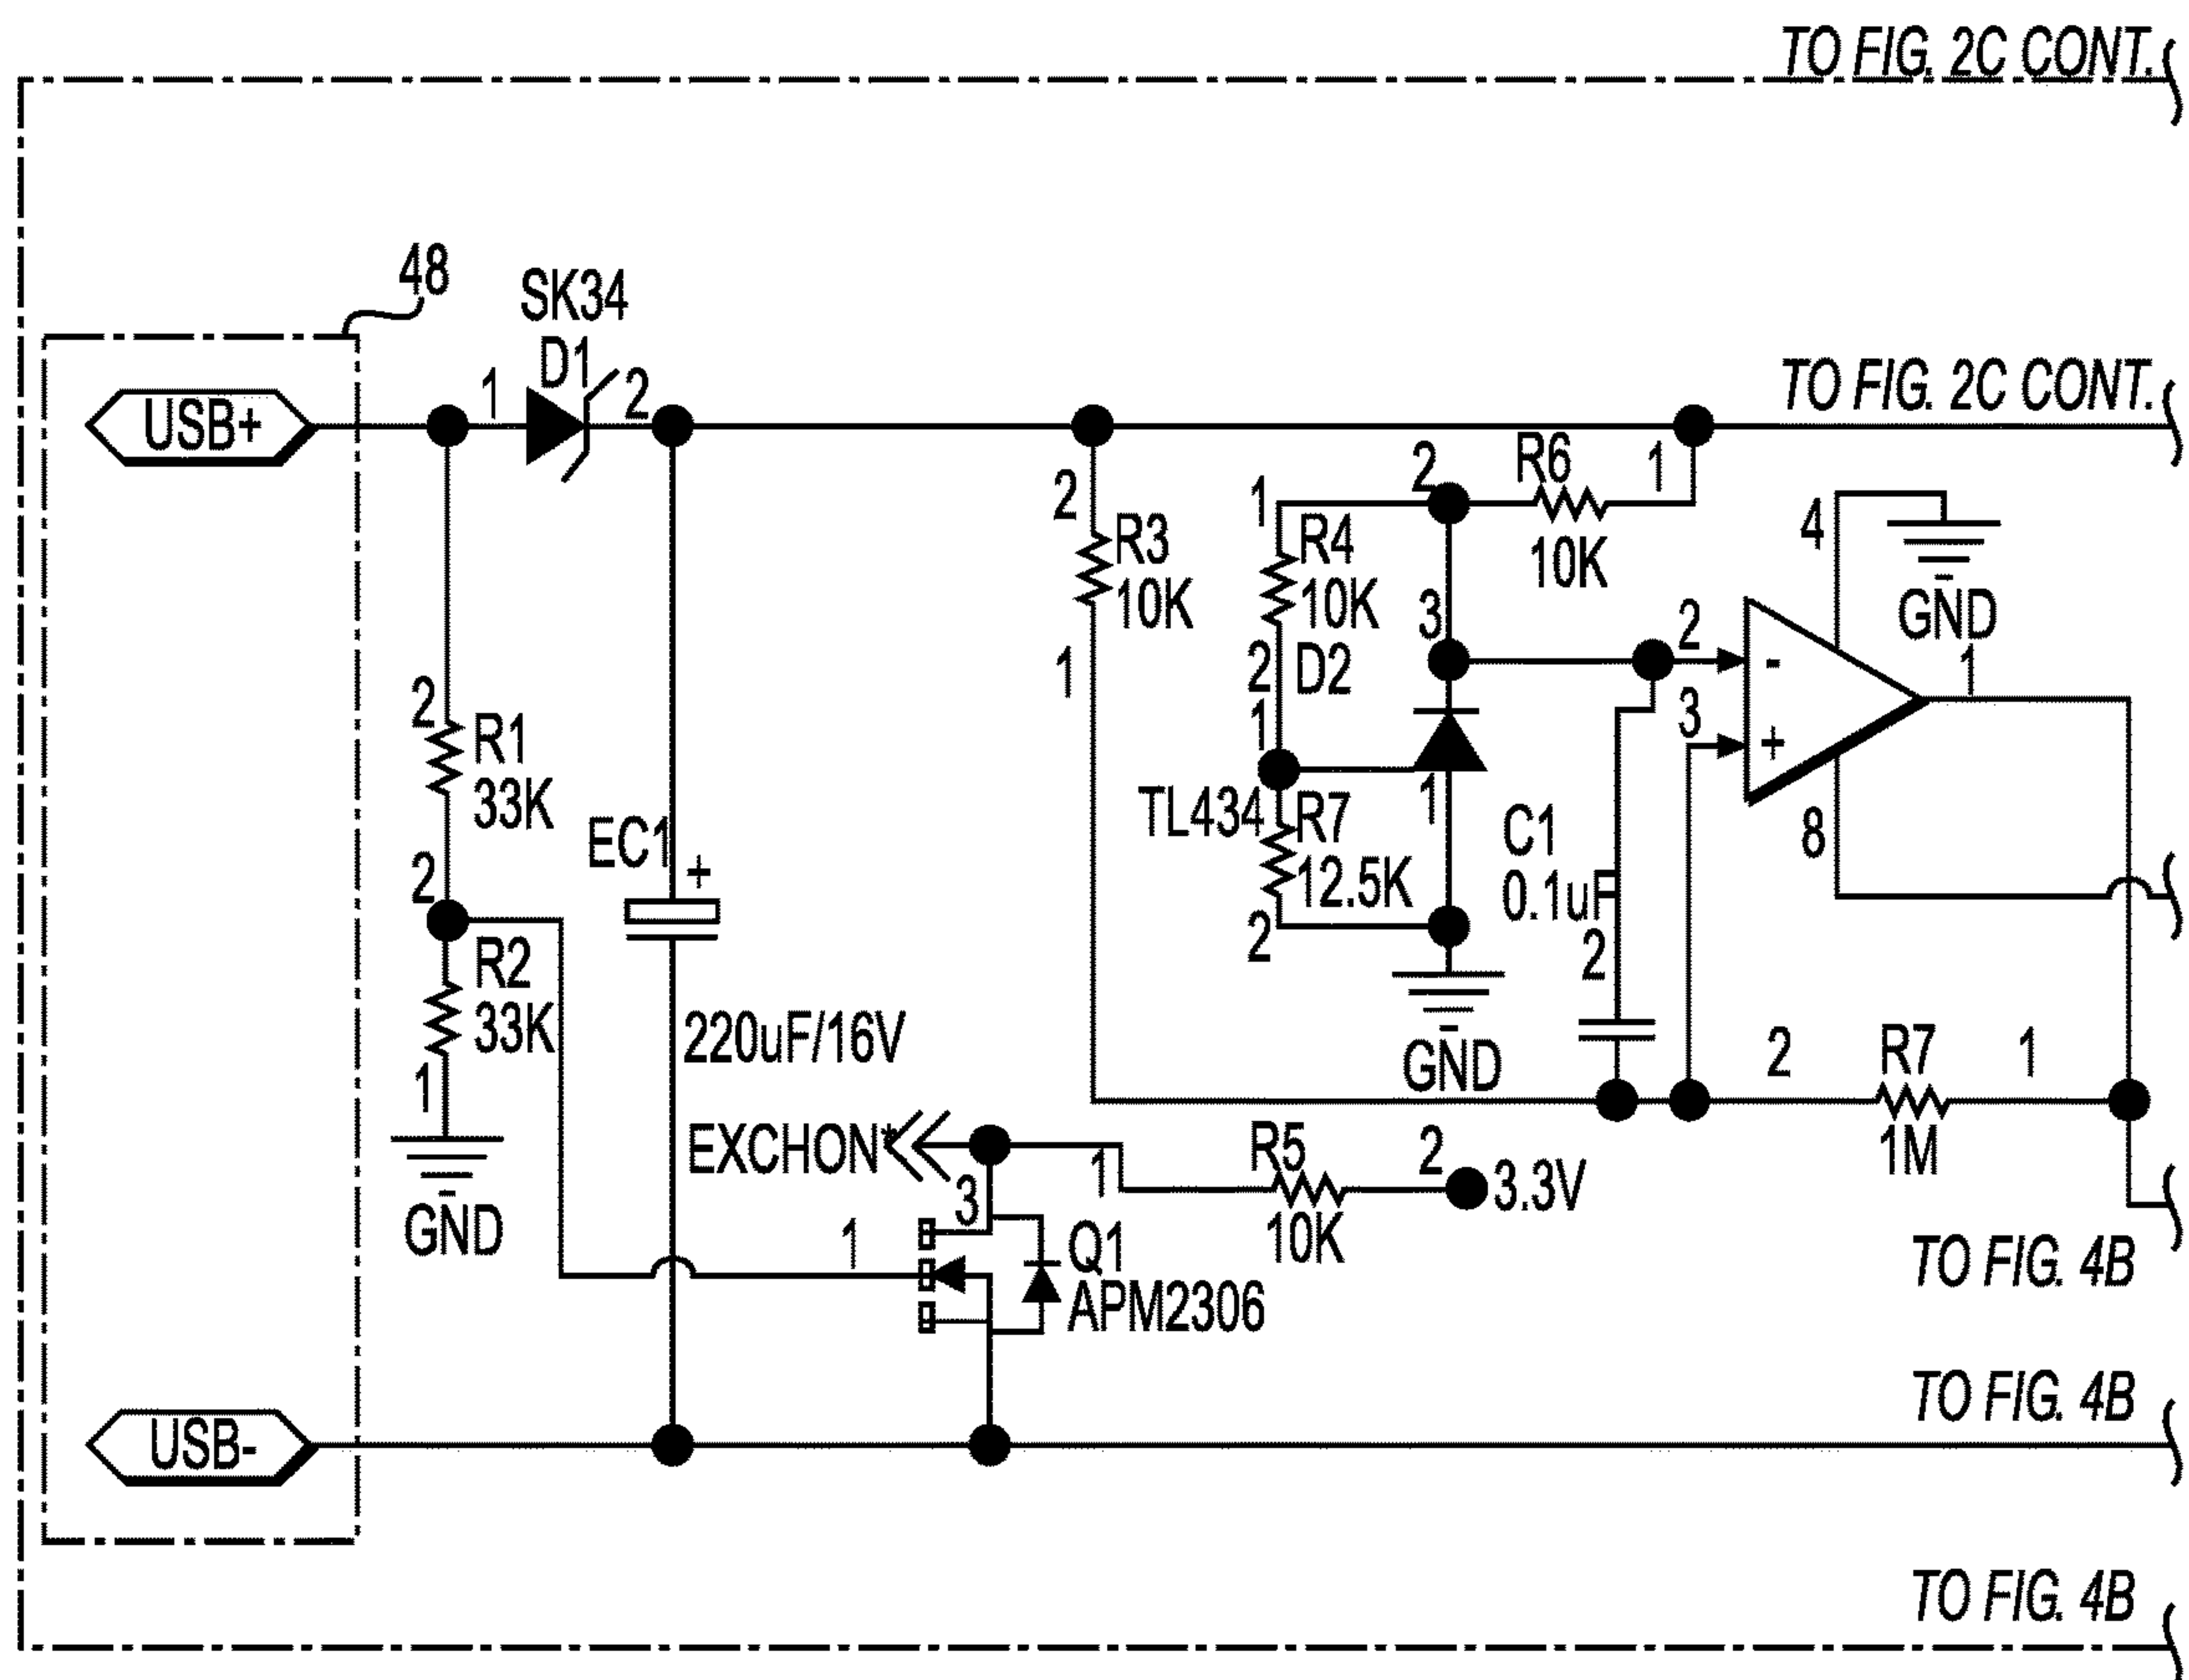 TO FIG. 2C CONT.
48
SK34
D1
TO FIG. 2C CONT.
USB+
1
2
2
R6
1
2
1
4
R3
R4
10K
10K
10K
3
GND
2
1
2
D2
1
2
-
3
1
+
R1
33K
TL434
R7
1
C1
8
EC1
+
12.5K
0.1uF
2
2
2
R2
33K
220uF/16V
GND
2
R7
1
1
EXCHON*
R5
2
1M
1
3.3V
3
GND
1
Q1
10K
TO FIG. 4B
APM2306
TO FIG. 4B
USB-
TO FIG. 4B